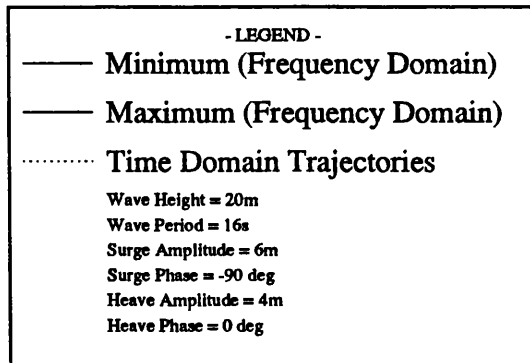 - LEGEND -
Minimum (Frequency Domain)
Maximum (Frequency Domain)
Time Domain Trajectories
Wave Height = 20m
Wave Period = 16s
Surge Amplitude = 6m
Surge Phase = -90 deg
Heave Amplitude = 4m
Heave Phase = 0 deg